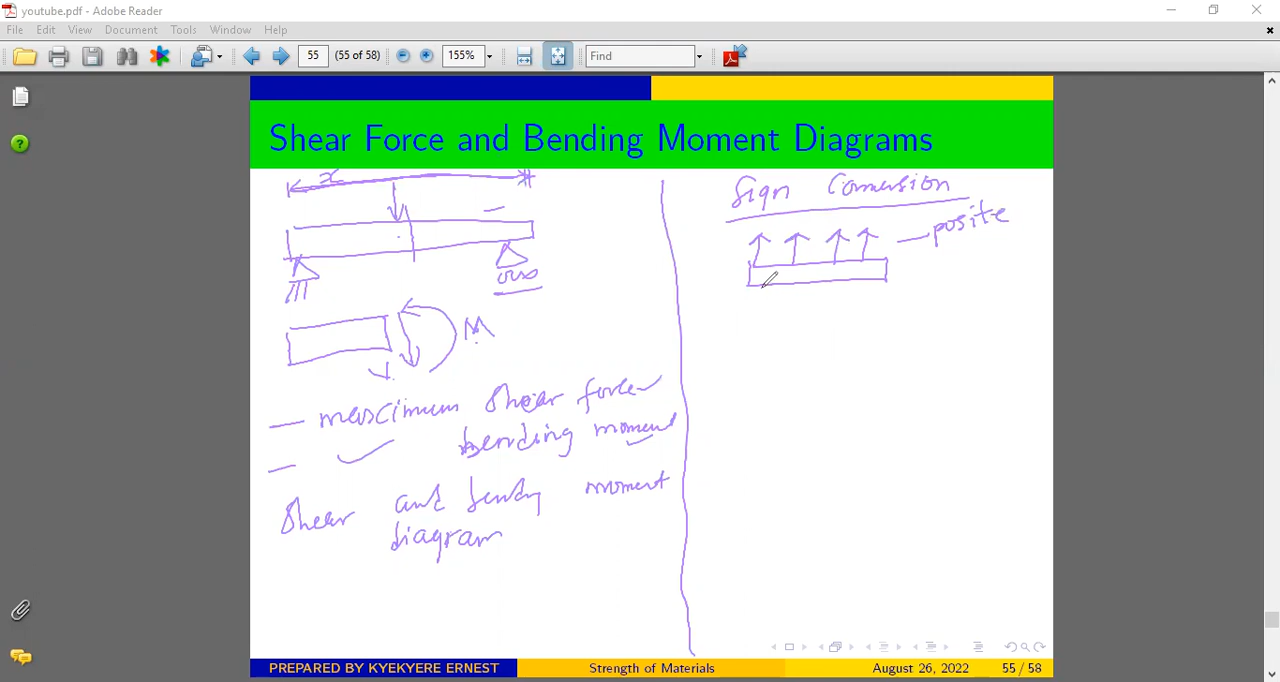 youtube.pdf - Adobe Reader
File Edit View Document Tools Window Help
55 (55 of 58) 155% Find
Shear Force and Bending Moment Diagrams
x
M
V
— maximum Shear force
— bending moment
Shear and bendy moment
diagram
Sign Convension
— posite
PREPARED BY KYEKYERE ERNEST Strength of Materials August 26, 2022 55 / 58